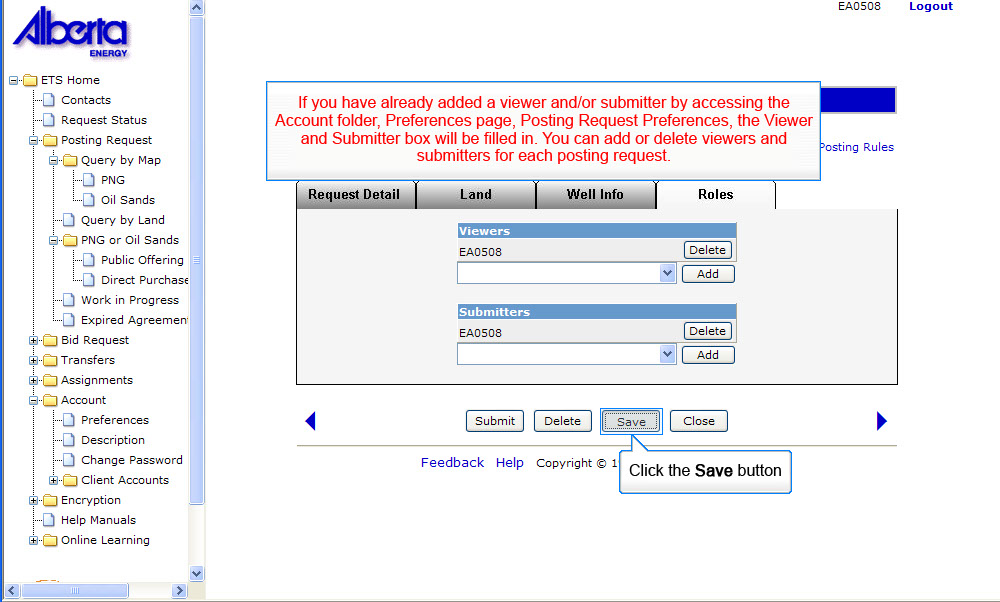 Alberta
ENERGY
ETS Home
Contacts
Request Status
Posting Request
Query by Map
PNG
Oil Sands
Query by Land
PNG or Oil Sands
Public Offering
Direct Purchase
Work in Progress
Expired Agreemen
Bid Request
Transfers
Assignments
Account
Preferences
Description
Change Password
Client Accounts
Encryption
Help Manuals
Online Learning
EA0508 Logout
If you have already added a viewer and/or submitter by accessing the
Account folder, Preferences page, Posting Request Preferences, the Viewer
and Submitter box will be filled in. You can add or delete viewers and
submitters for each posting request.
Posting Rules
Request Detail Land Well Info Roles
Viewers
EA0508 Delete
Add
Submitters
EA0508 Delete
Add
Submit Delete Save Close
Feedback Help Copyright © 1
Click the Save button